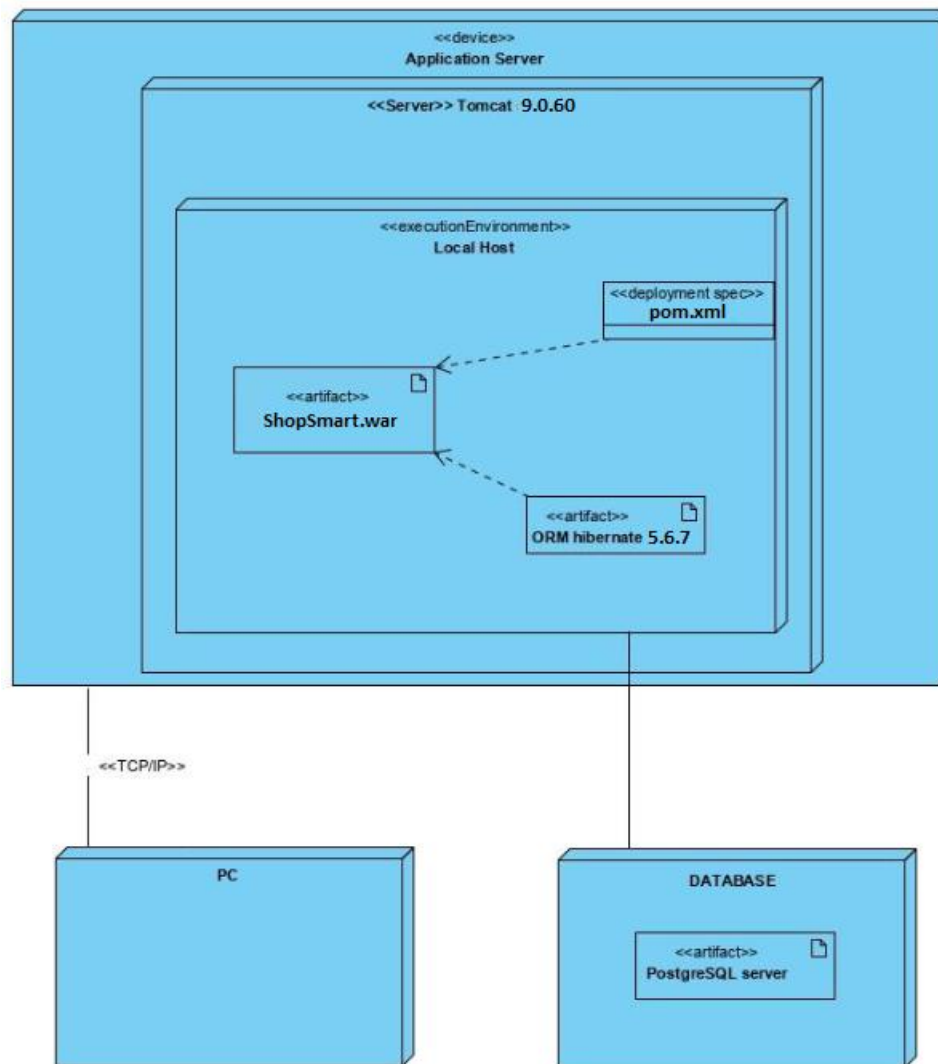 <<device>>
Application Server
<<Server>> Tomcat 9.0.60
<<executionEnvironment>>
Local Host
<<deployment spec>>
pom.xml
<<artifact>>
ShopSmart.war
<<artifact>>
ORM hibernate 5.6.7
<<TCP/IP>>
PC
DATABASE
<<artifact>>
PostgreSQL server